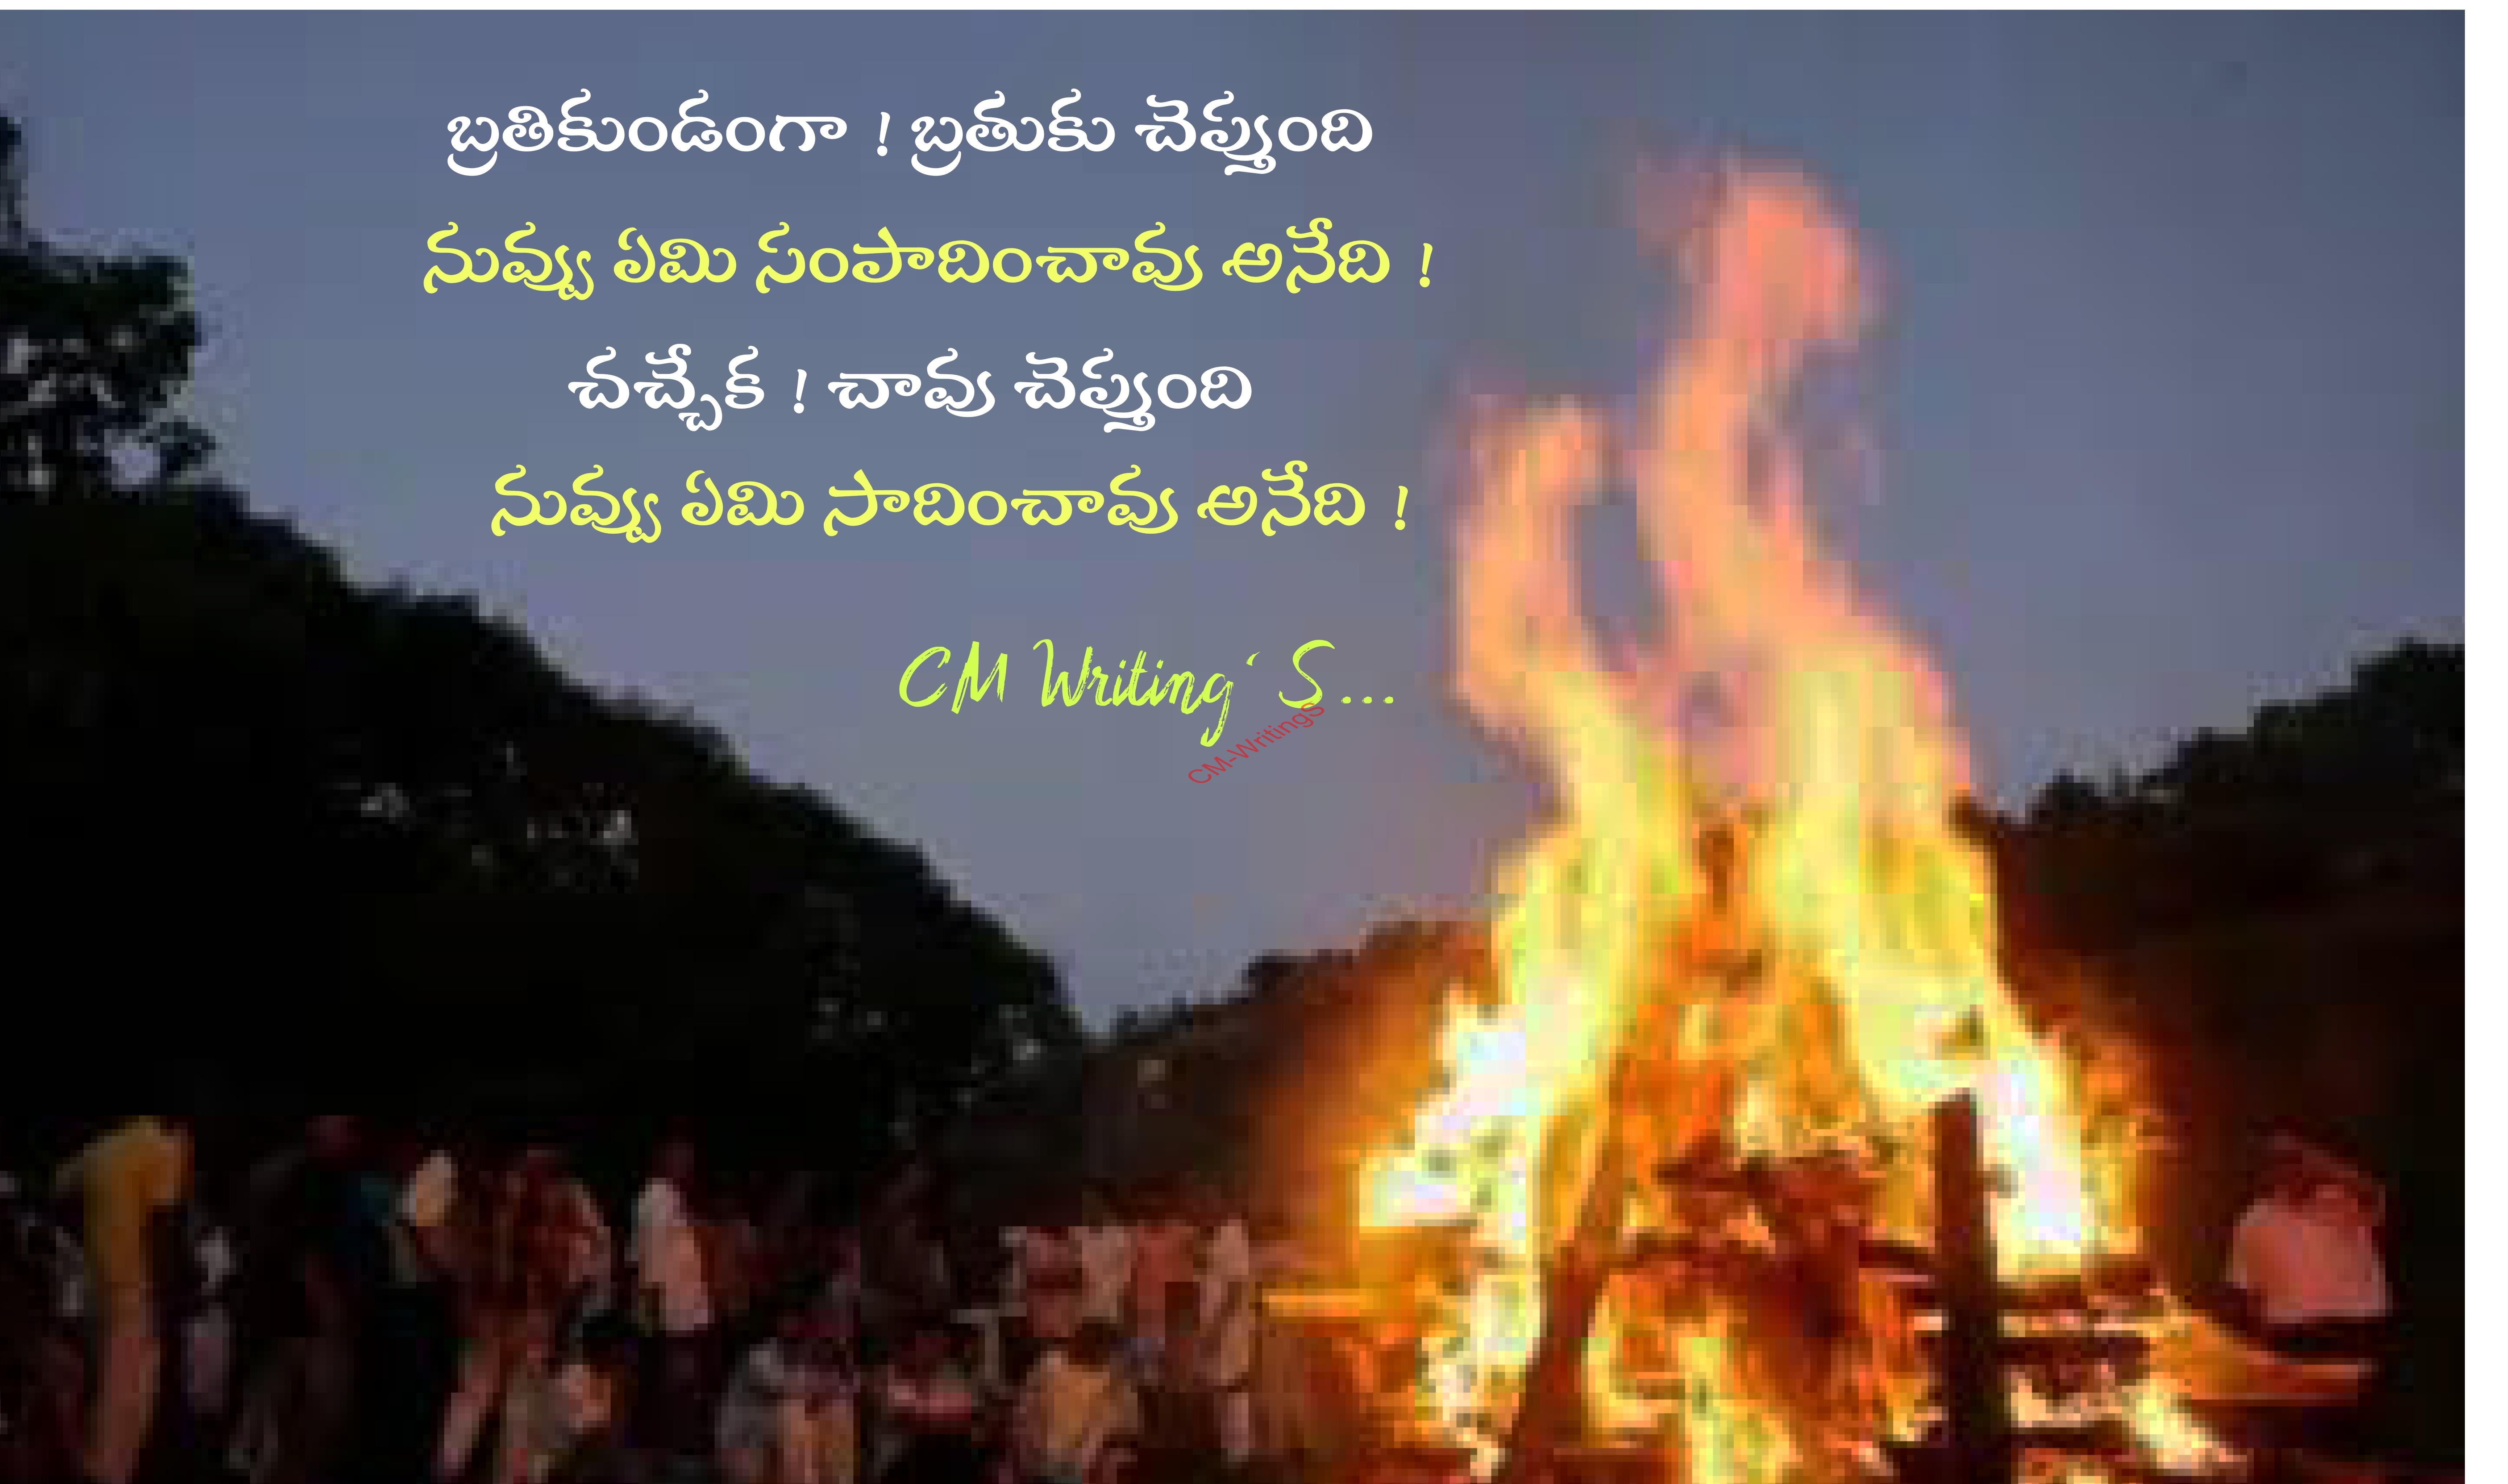 బ్రతికుండంగా ! బ్రతుకు చెప్తుంది
నువ్వు ఏమి సంపాదించావు అనేది !
చచ్చేక ! చావు చెప్తుంది
నువ్వు ఏమి సాదించావు అనేది !
CM Writing‘ S ...
CM-WritingS